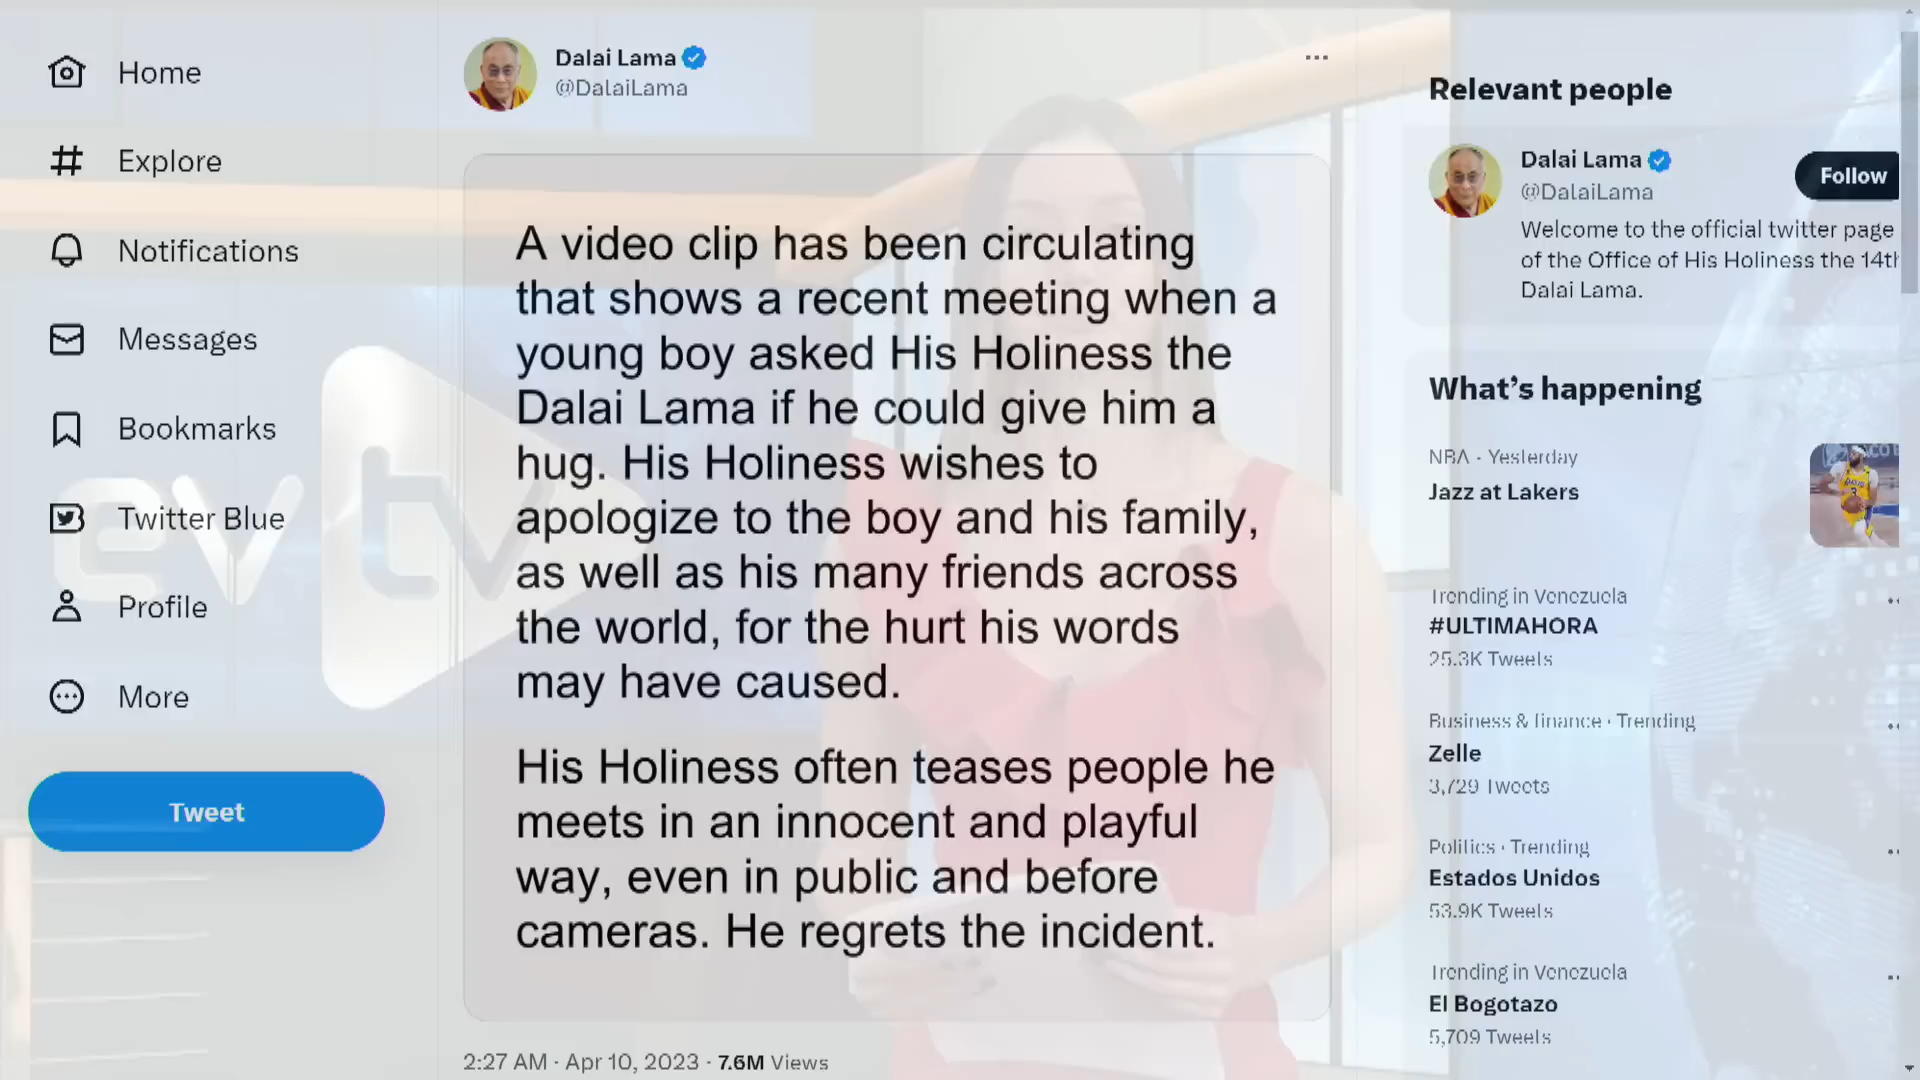 Home
Explore
Notifications
Messages
Bookmarks
Twitter Blue
Profile
More
Tweet
evtv
Dalai Lama
@DalaiLama
A video clip has been circulating
that shows a recent meeting when a
young boy asked His Holiness the
Dalai Lama if he could give him a
hug. His Holiness wishes to
apologize to the boy and his family,
as well as his many friends across
the world, for the hurt his words
may have caused.
His Holiness often teases people he
meets in an innocent and playful
way, even in public and before
cameras. He regrets the incident.
2:27 AM · Apr 10, 2023 · 7.6M Views
Relevant people
Dalai Lama
@DalaiLama
Follow
Welcome to the official twitter page
of the Office of His Holiness the 14th
Dalai Lama.
What’s happening
NBA · Yesterday
Jazz at Lakers
Trending in Venezuela
#ULTIMAHORA
25.3K Tweets
Business & finance · Trending
Zelle
3,729 Tweets
Politics · Trending
Estados Unidos
53.9K Tweets
Trending in Venezuela
El Bogotazo
5,709 Tweets